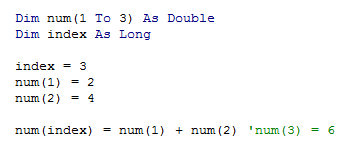 Dim num(1 To 3) As Double
Dim index As Long
index = 3
num(1) = 2
num(2) = 4
num(index) = num(1) + num(2) 'num(3) = 6